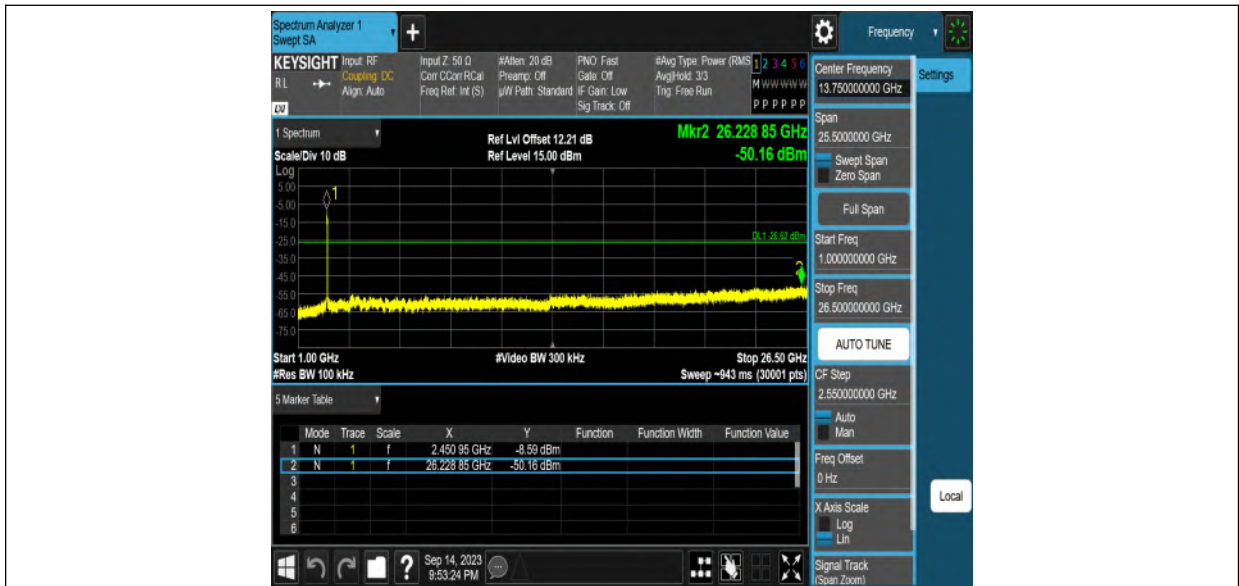 Spectrum Analyzer 1
Swept SA
+
Frequency
KEYSIGHT
RL
LXI
Input: RF
Coupling: DC
Align: Auto
Input Z: 50 Ω
Corr CCorr RCal
Freq Ref: Int (S)
#Atten: 20 dB
Preamp: Off
µW Path: Standard
PNO: Fast
Gate: Off
IF Gain: Low
Sig Track: Off
#Avg Type: Power (RMS
Avg|Hold: 3/3
Trig: Free Run
1 2 3 4 5 6
M W W W W W
P P P P P P
1 Spectrum
Scale/Div 10 dB
Ref Lvl Offset 12.21 dB
Ref Level 15.00 dBm
Mkr2 26.228 85 GHz
-50.16 dBm
Log
5.00
-5.00
-15.0
-25.0
-35.0
-45.0
-55.0
-65.0
-75.0
1
DL1 -26.62 dBm
2
Start 1.00 GHz
#Video BW 300 kHz
Stop 26.50 GHz
#Res BW 100 kHz
Sweep ~943 ms (30001 pts)
5 Marker Table
Mode Trace Scale X Y Function Function Width Function Value
1 N 1 f 2.450 95 GHz -8.59 dBm
2 N 1 f 26.228 85 GHz -50.16 dBm
3
4
5
6
?
Sep 14, 2023
9:53:24 PM
Center Frequency
13.750000000 GHz
Span
25.5000000 GHz
Swept Span
Zero Span
Full Span
Start Freq
1.000000000 GHz
Stop Freq
26.500000000 GHz
AUTO TUNE
CF Step
2.550000000 GHz
Auto
Man
Freq Offset
0 Hz
X Axis Scale
Log
Lin
Signal Track
(Span Zoom)
Settings
Local